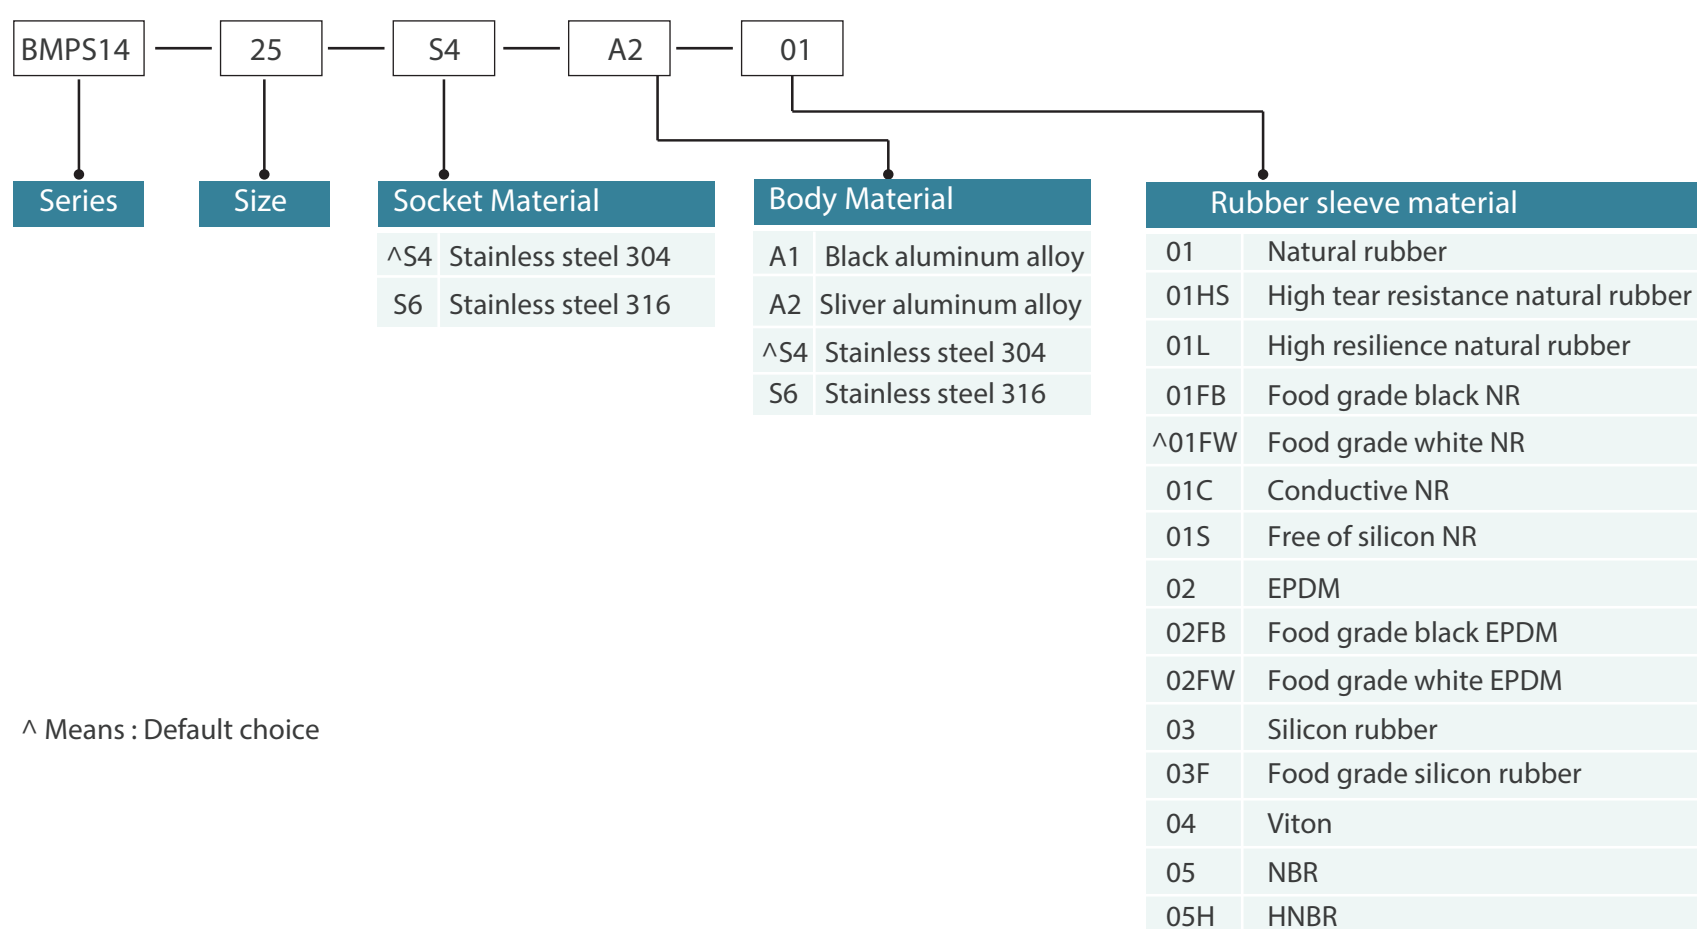 BMPS14 25 S4 A2 01
Series
Size
Socket Material
^S4 Stainless steel 304
S6 Stainless steel 316
Body Material
A1 Black aluminum alloy
A2 Sliver aluminum alloy
^S4 Stainless steel 304
S6 Stainless steel 316
Rubber sleeve material
01 Natural rubber
01HS High tear resistance natural rubber
01L High resilience natural rubber
01FB Food grade black NR
^01FW Food grade white NR
01C Conductive NR
01S Free of silicon NR
02 EPDM
02FB Food grade black EPDM
02FW Food grade white EPDM
03 Silicon rubber
03F Food grade silicon rubber
04 Viton
05 NBR
05H HNBR
^ Means : Default choice